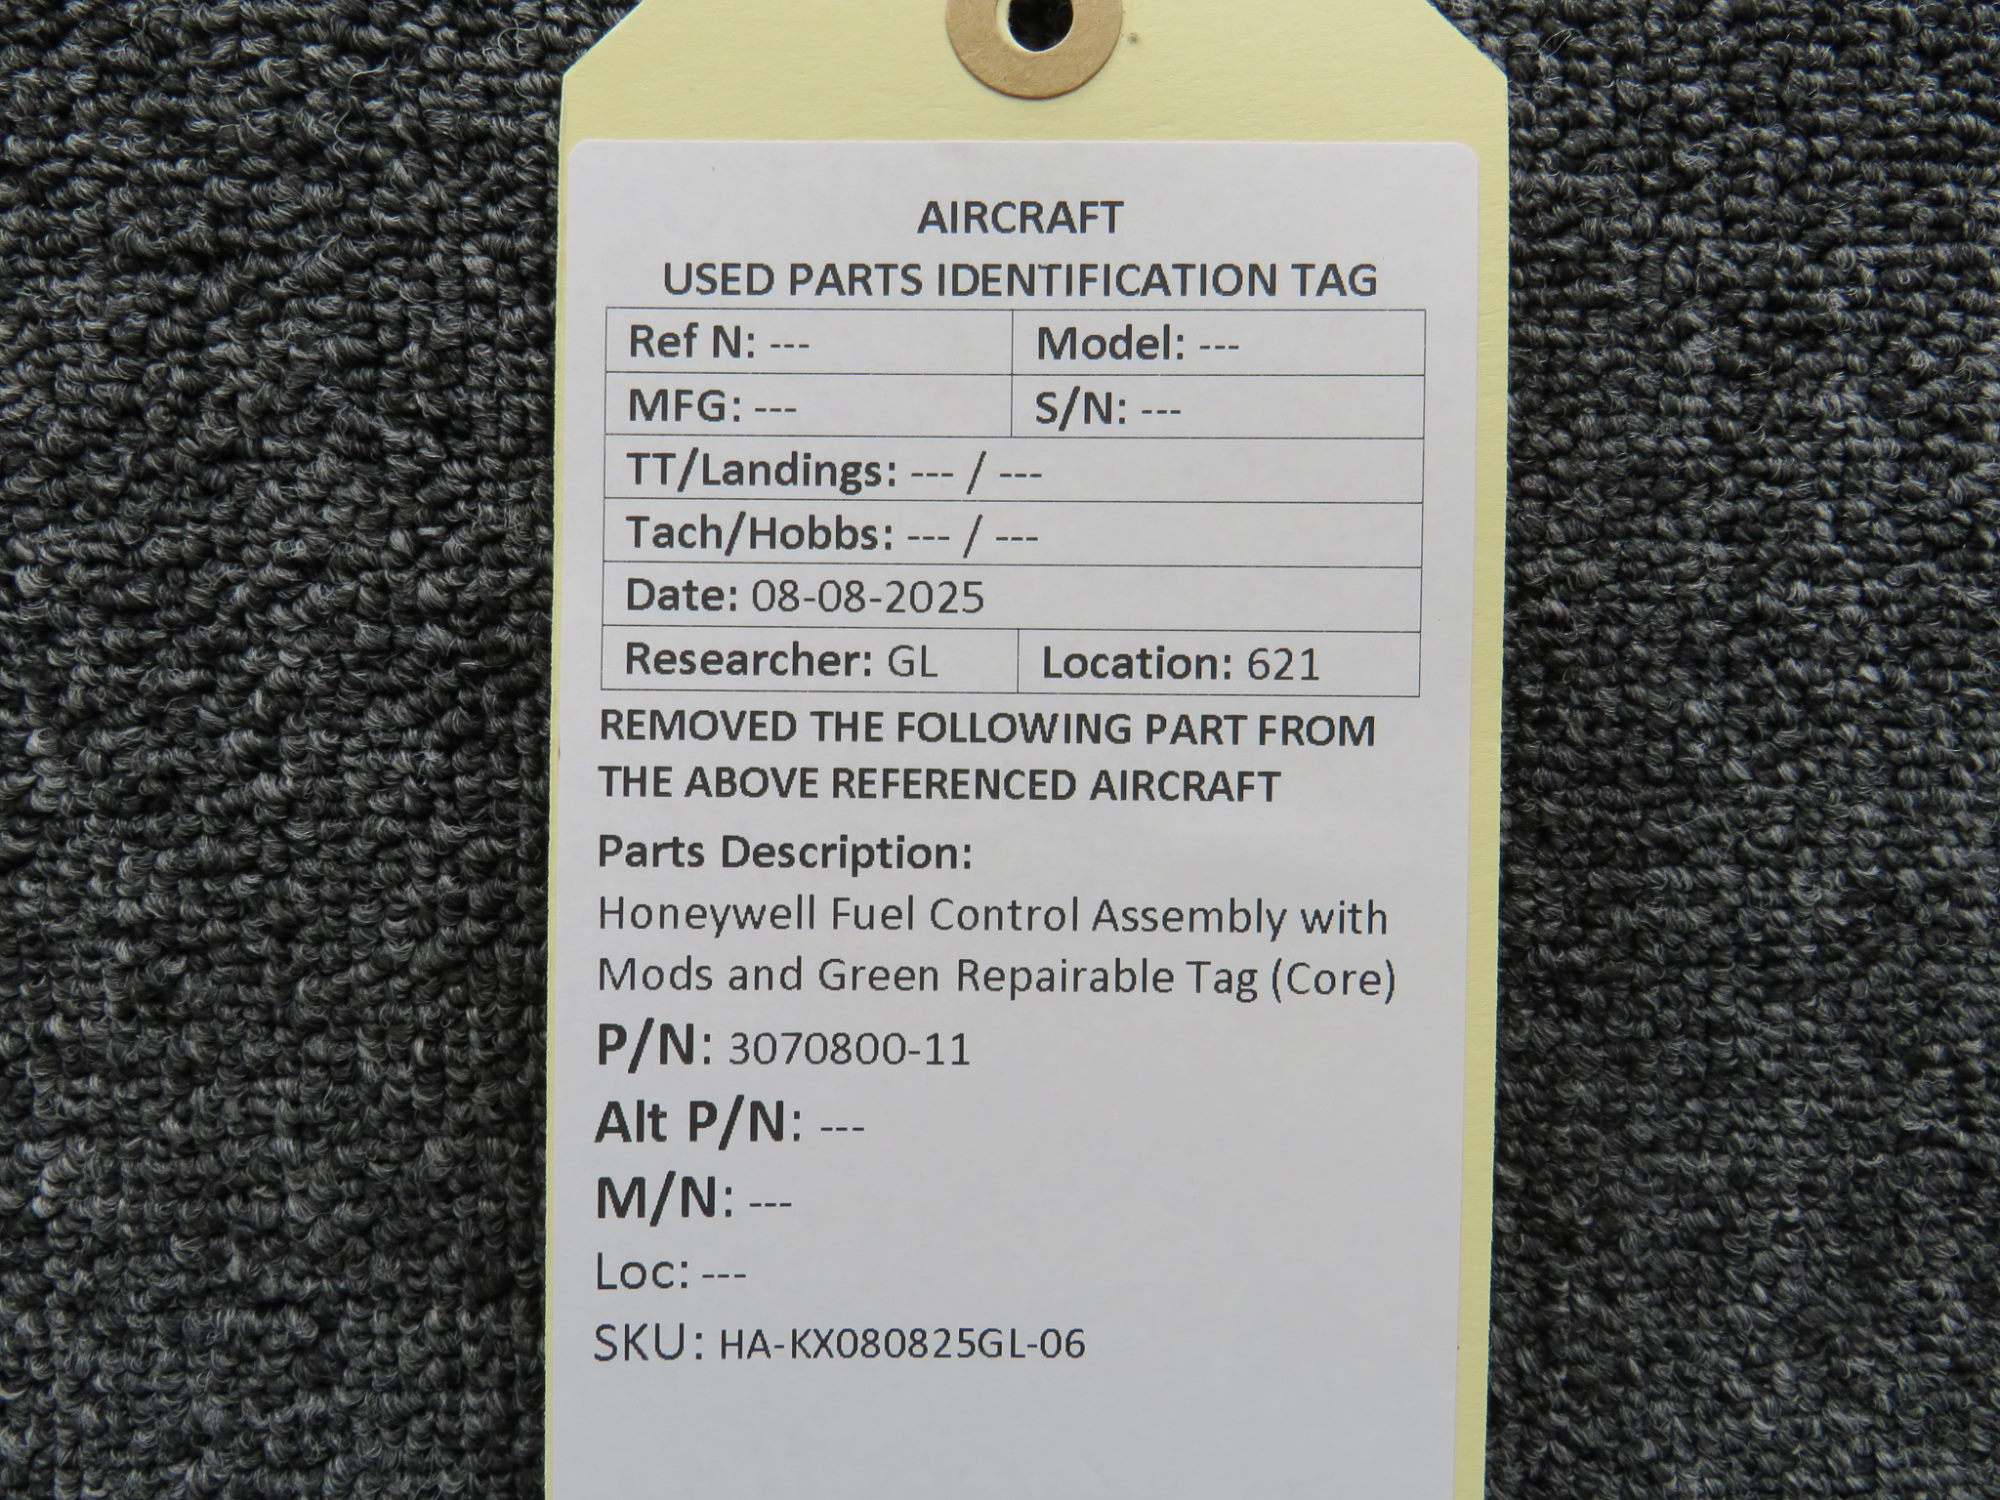 AIRCRAFT
USED PARTS IDENTIFICATION TAG
Ref N: --- Model: ---
MFG: --- S/N: ---
TT/Landings: --- / ---
Tach/Hobbs: --- / ---
Date: 08-08-2025
Researcher: GL Location: 621
REMOVED THE FOLLOWING PART FROM
THE ABOVE REFERENCED AIRCRAFT
Parts Description:
Honeywell Fuel Control Assembly with
Mods and Green Repairable Tag (Core)
P/N: 3070800-11
Alt P/N: ---
M/N: ---
Loc: ---
SKU: HA-KX080825GL-06